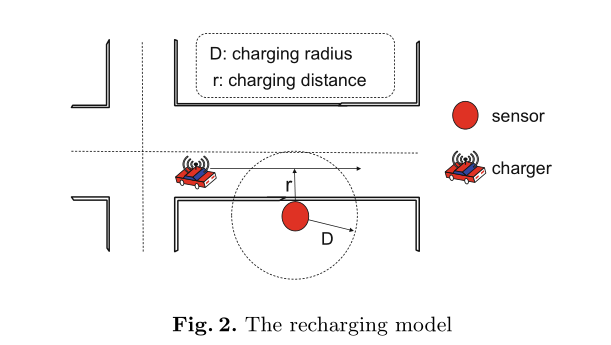 D: charging radius
r: charging distance
sensor
charger
r
D
Fig. 2. The recharging model